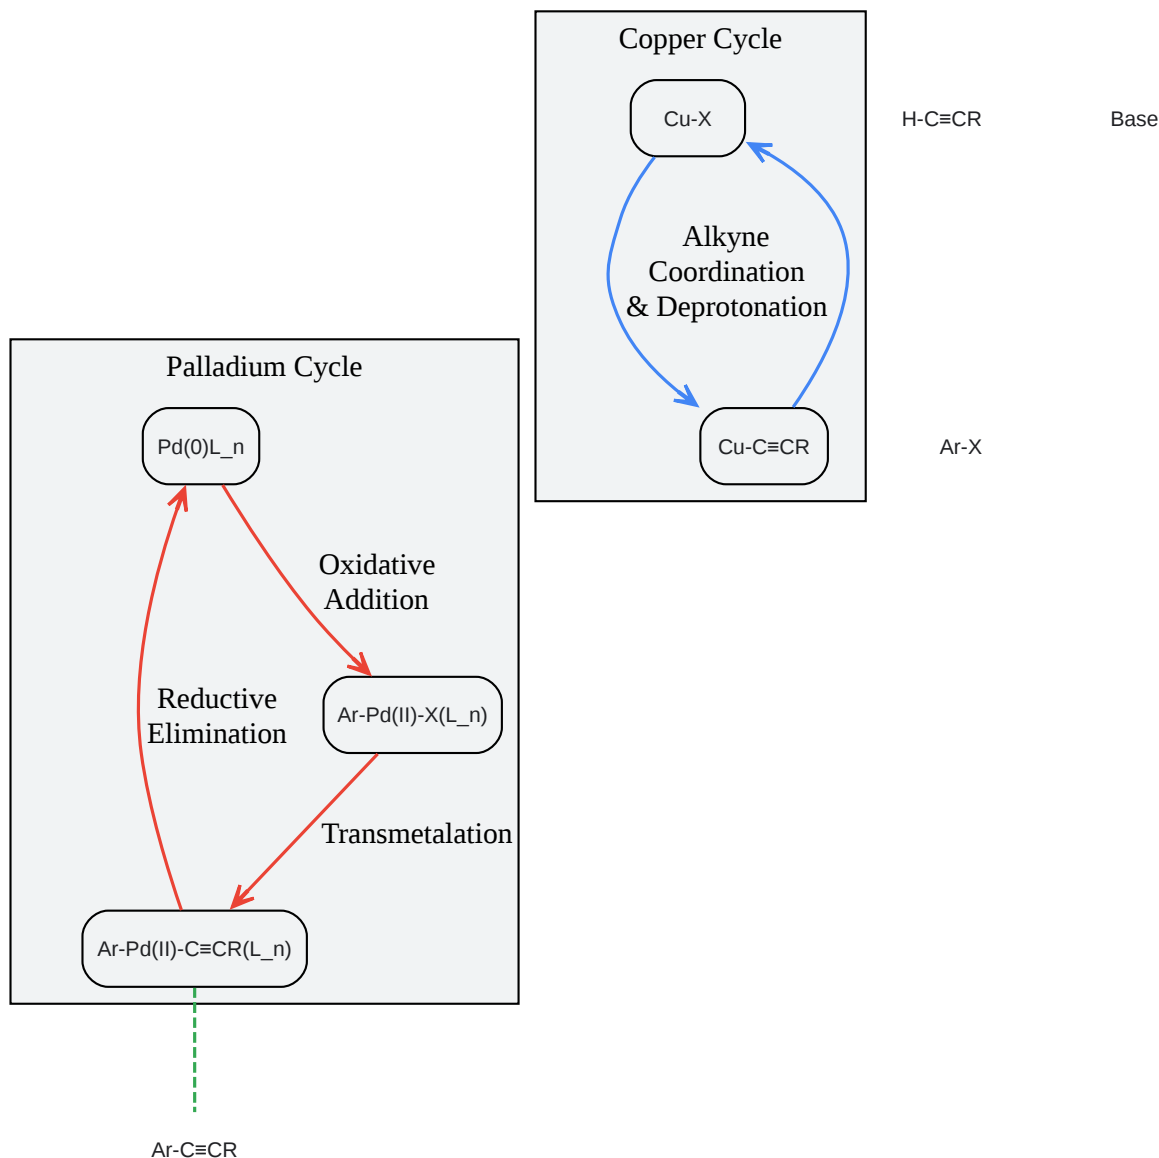 Copper Cycle
Cu-X
H-C≡CR
Base
Alkyne
Coordination
& Deprotonation
Cu-C≡CR
Ar-X
Palladium Cycle
Pd(0)L_n
Oxidative
Addition
Ar-Pd(II)-X(L_n)
Reductive
Elimination
Transmetalation
Ar-Pd(II)-C≡CR(L_n)
Ar-C≡CR